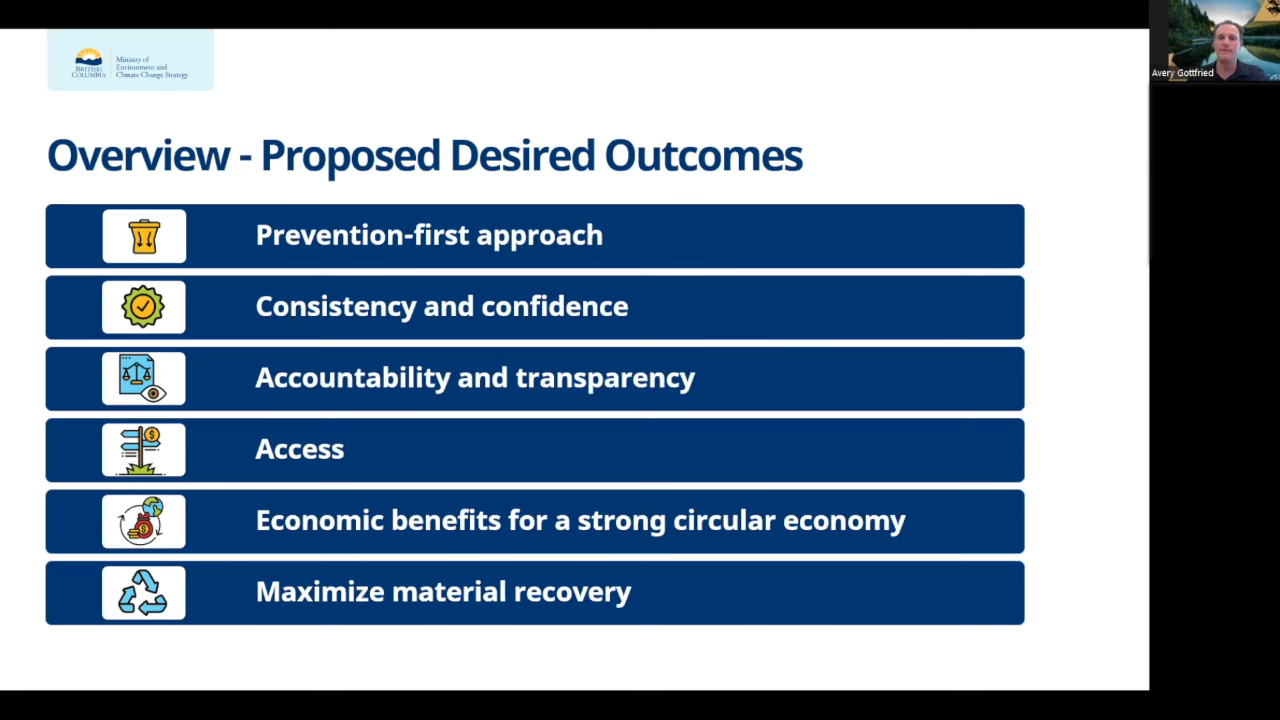 BRITISH
COLUMBIA
Ministry of
Environment and
Climate Change Strategy
Avery Gottfried
Overview - Proposed Desired Outcomes
Prevention-first approach
Consistency and confidence
Accountability and transparency
Access
Economic benefits for a strong circular economy
Maximize material recovery